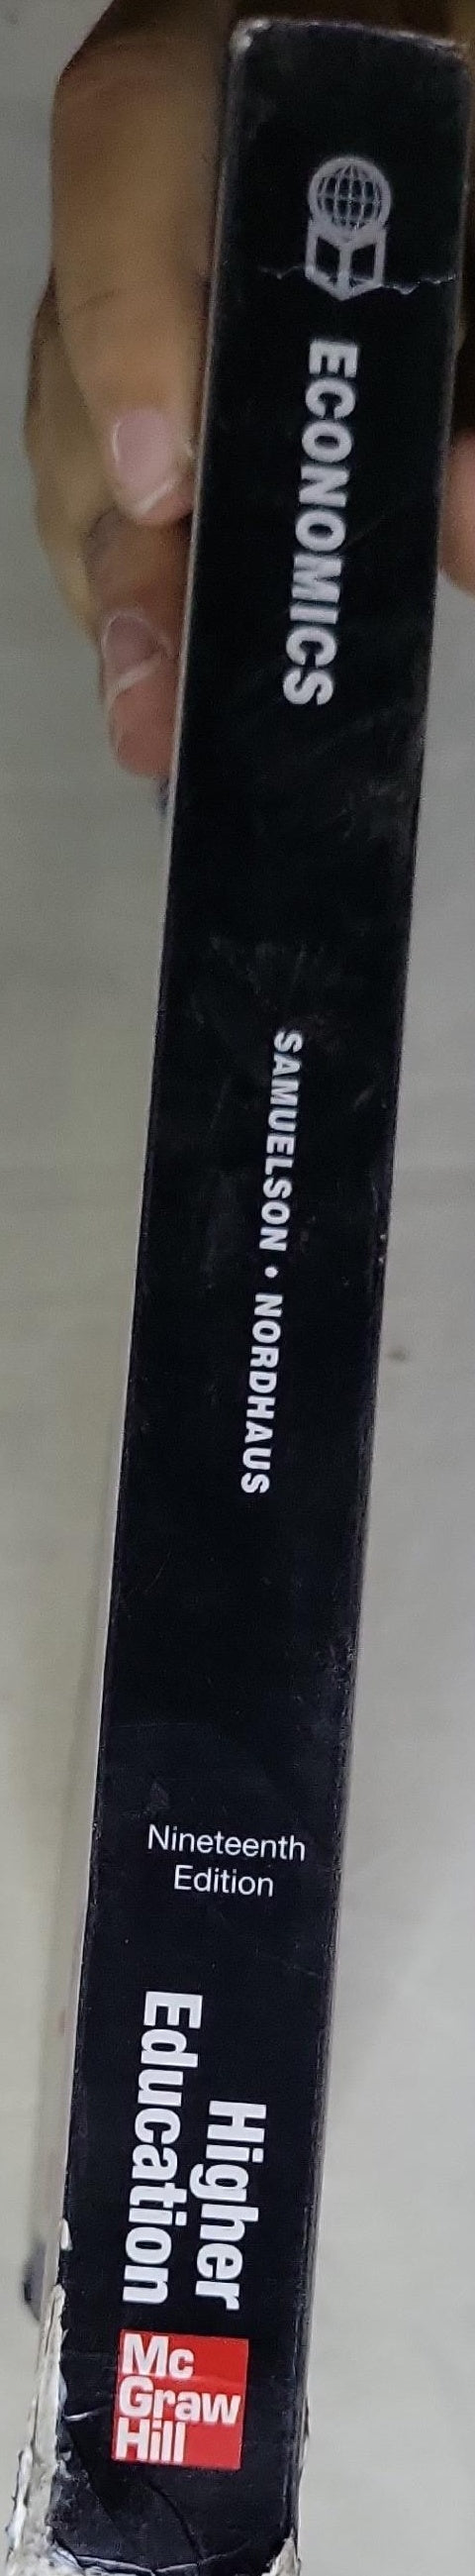 ECONOMICS
SAMUELSON • NORDHAUS
Nineteenth
Edition
Higher
Education
Mc
Graw
Hill